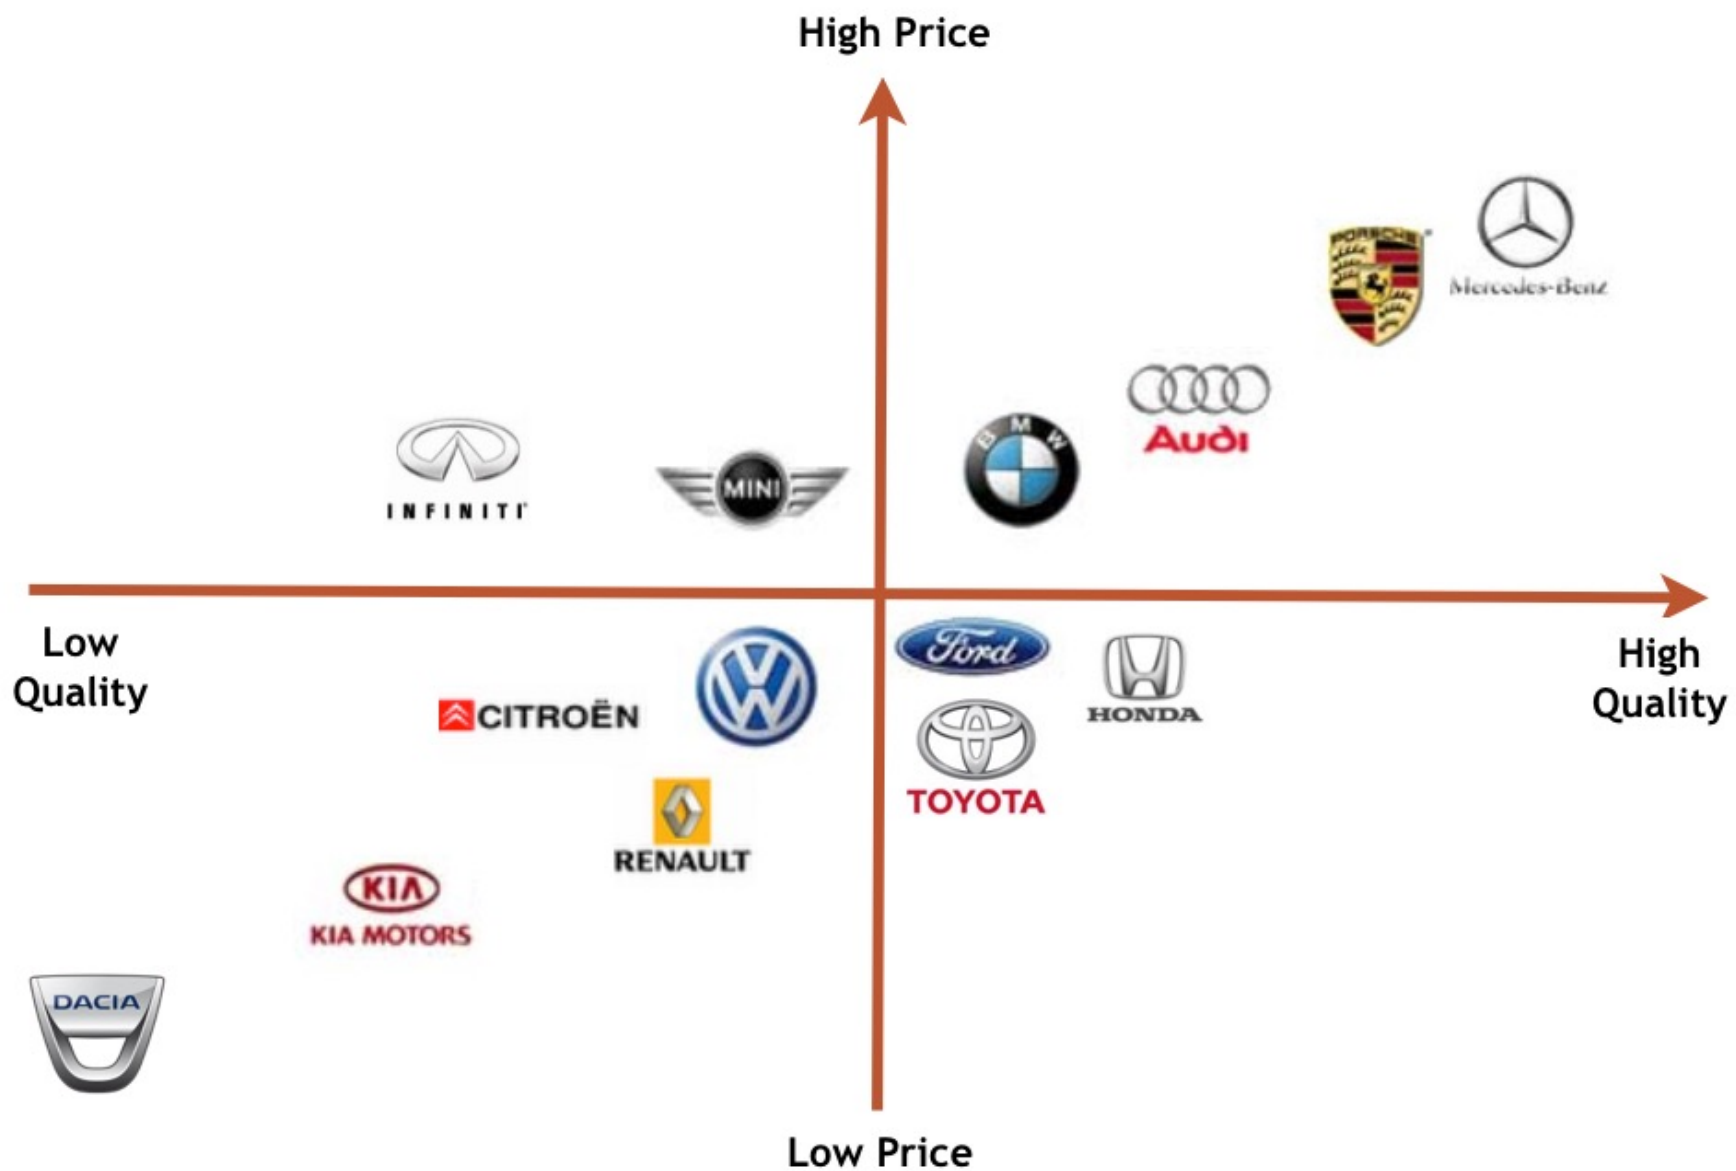 High Price
PORSCHE
Mercedes-Benz
Audi
BMW
INFINITI
MINI
Low
Quality
High
Quality
Ford
HONDA
CITROËN
TOYOTA
RENAULT
KIA
KIA MOTORS
DACIA
Low Price